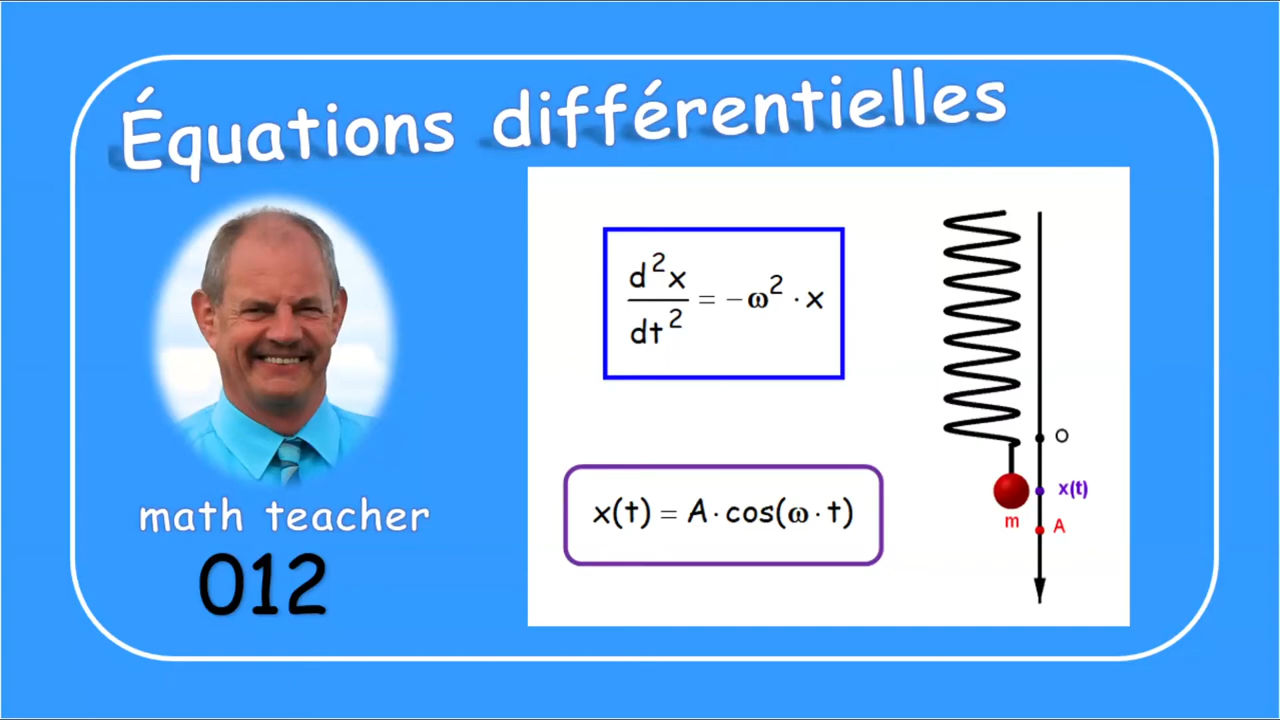 Équations différentielles
math teacher
012
d²x
dt²
= -ω² · x
x(t) = A · cos(ω · t)
O
x(t)
m
A